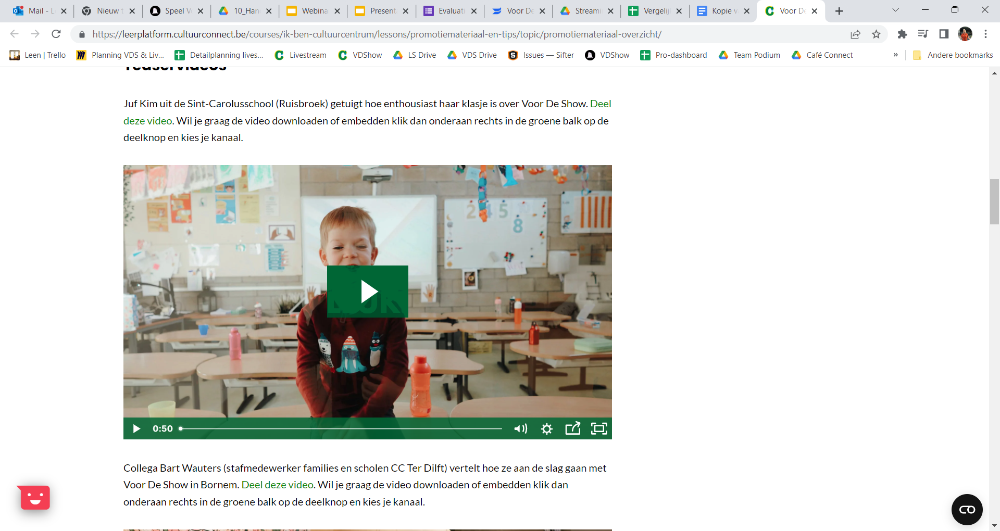 Mail - L
Nieuw t
Speel V
10_Han
Webina
Present
Evaluati
Voor De
Streami
Vergelij
Kopie v
Voor De
https://leerplatform.cultuurconnect.be/courses/ik-ben-cultuurcentrum/lessons/promotiemateriaal-en-tips/topic/promotiemateriaal-overzicht/
Leen | Trello
Planning VDS & Liv...
Detailplanning lives...
Livestream
VDShow
LS Drive
VDS Drive
Issues — Sifter
VDShow
Pro-dashboard
Team Podium
Café Connect
»
Andere bookmarks
Teaservideos
Juf Kim uit de Sint-Carolusschool (Ruisbroek) getuigt hoe enthousiast haar klasje is over Voor De Show. Deel
deze video. Wil je graag de video downloaden of embedden klik dan onderaan rechts in de groene balk op de
deelknop en kies je kanaal.
2 4 5
8
0:50
Collega Bart Wauters (stafmedewerker families en scholen CC Ter Dilft) vertelt hoe ze aan de slag gaan met
Voor De Show in Bornem. Deel deze video. Wil je graag de video downloaden of embedden klik dan
onderaan rechts in de groene balk op de deelknop en kies je kanaal.